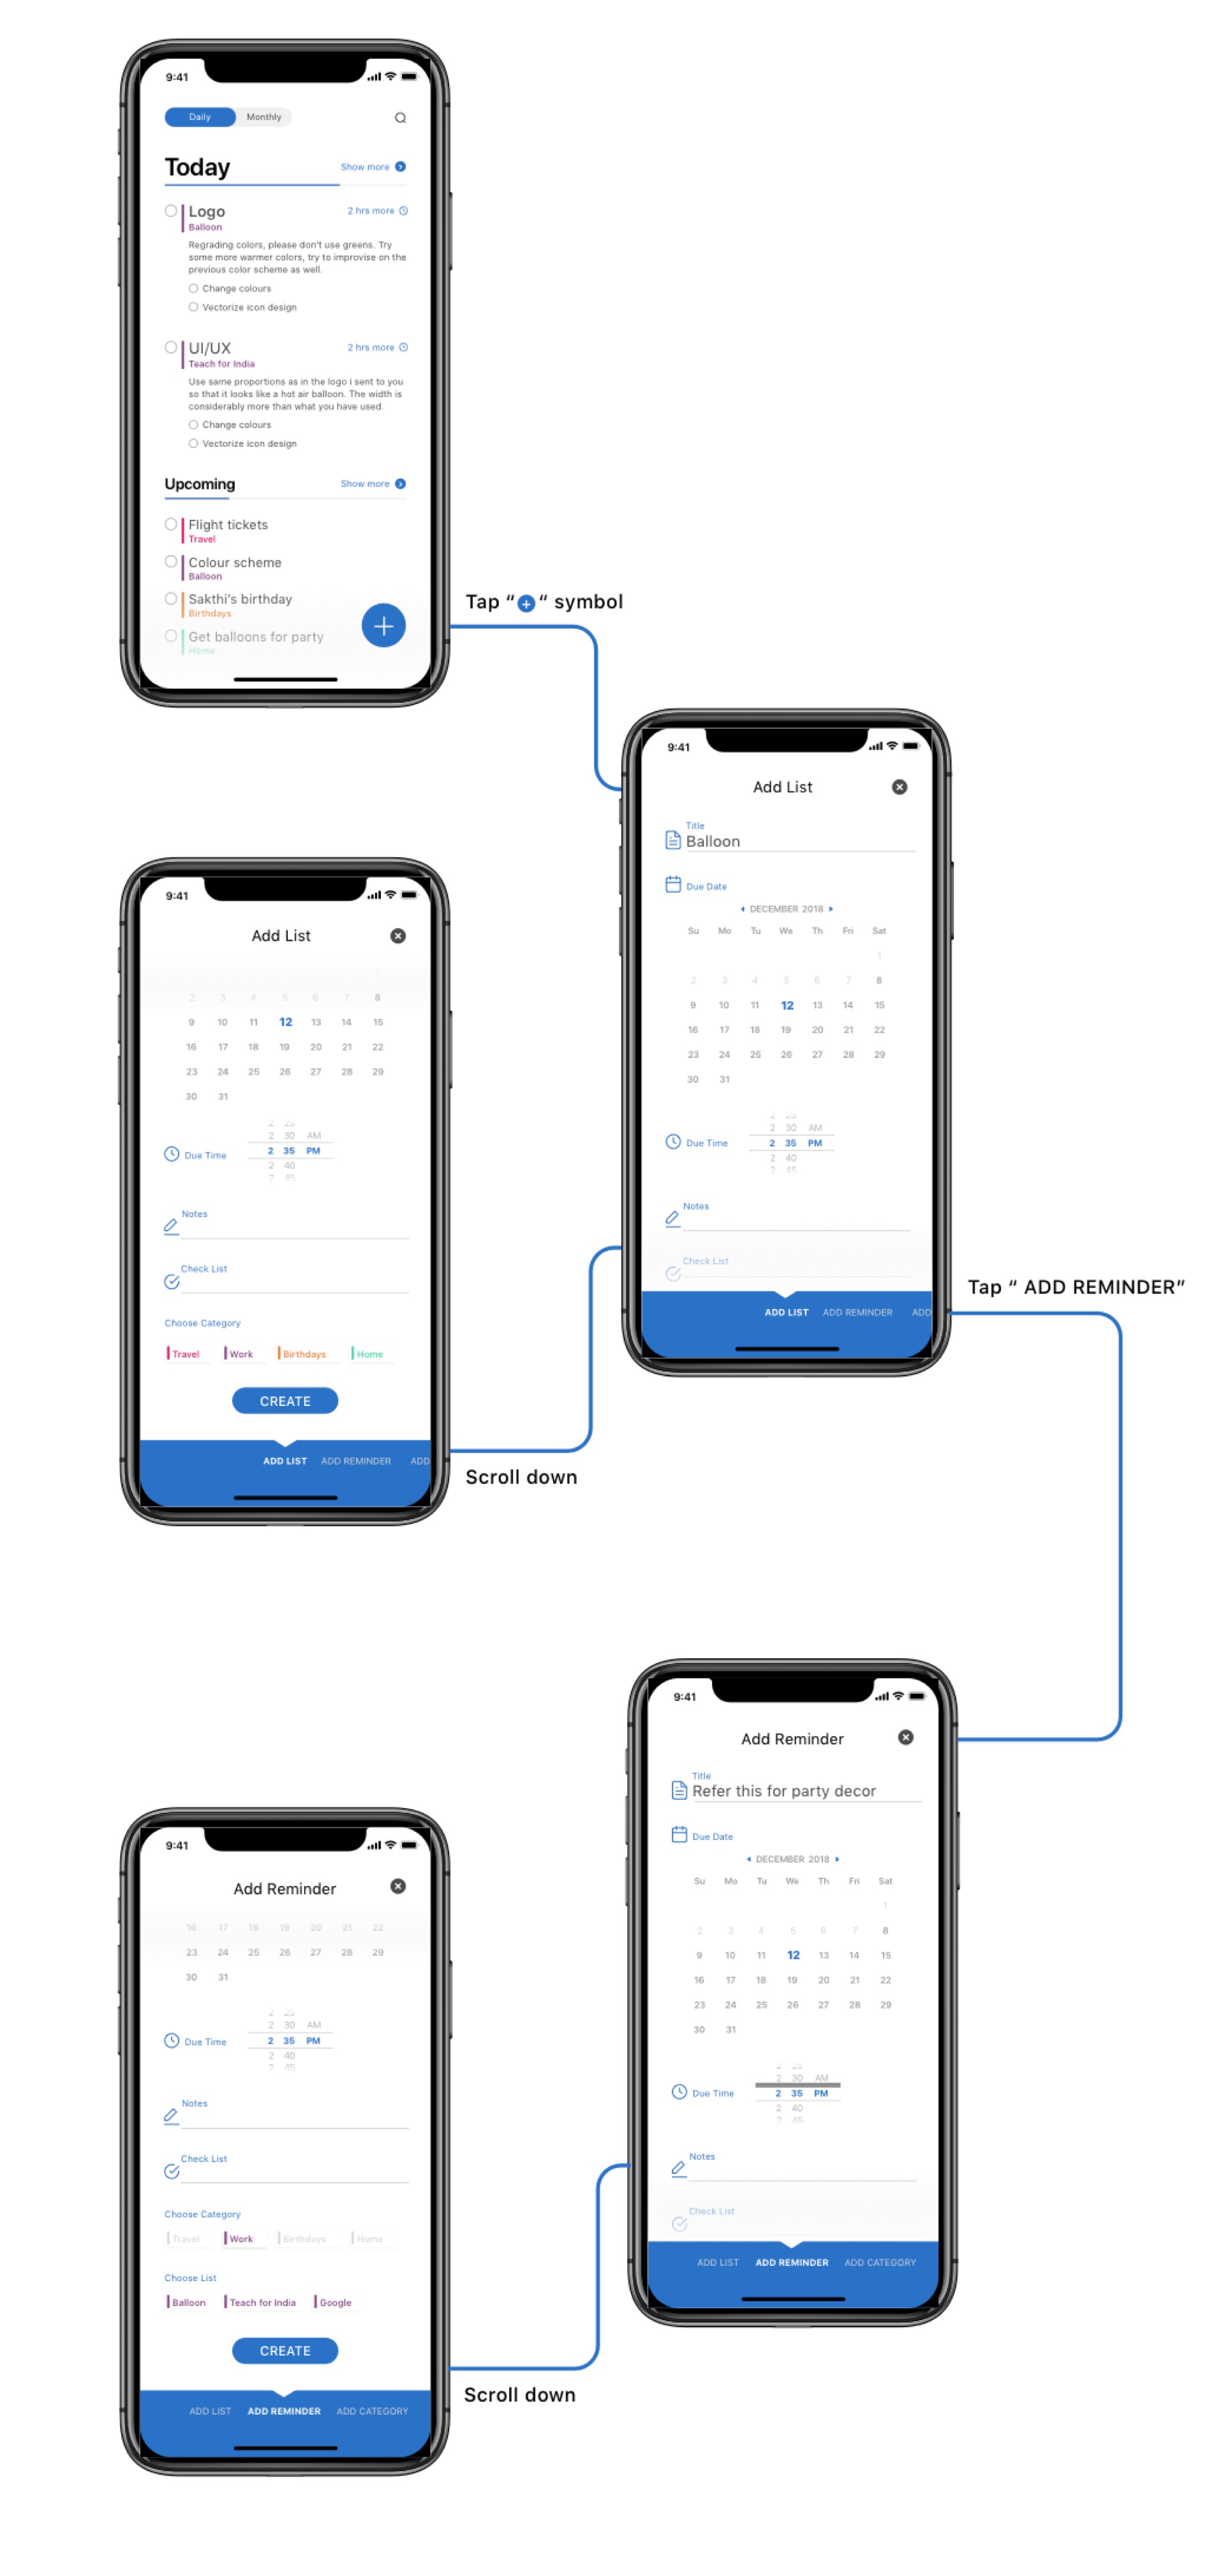 9:41
Daily Monthly
Today Show more
Logo 2 hrs more
Balloon
Regrading colors, please don't use greens. Try
some more warmer colors, try to improvise on the
previous color scheme as well.
Change colours
Vectorize icon design
UI/UX 2 hrs more
Teach for India
Use same proportions as in the logo i sent to you
so that it looks like a hot air balloon. The width is
considerably more than what you have used.
Change colours
Vectorize icon design
Upcoming Show more
Flight tickets
Travel
Colour scheme
Balloon
Sakthi's birthday
Birthdays
Get balloons for party
Home
Tap “ “ symbol
9:41
Add List
Title
Balloon
Due Date
DECEMBER 2018
Su Mo Tu We Th Fri Sat
1
2 3 4 5 6 7 8
9 10 11 12 13 14 15
16 17 18 19 20 21 22
23 24 25 26 27 28 29
30 31
2 25
2 30 AM
Due Time 2 35 PM
2 40
2 45
Notes
Check List
ADD LIST ADD REMINDER ADD
Tap “ ADD REMINDER”
9:41
Add List
1
2 3 4 5 6 7 8
9 10 11 12 13 14 15
16 17 18 19 20 21 22
23 24 25 26 27 28 29
30 31
2 25
2 30 AM
Due Time 2 35 PM
2 40
2 45
Notes
Check List
Choose Category
Travel Work Birthdays Home
CREATE
ADD LIST ADD REMINDER ADD
Scroll down
9:41
Add Reminder
Title
Refer this for party decor
Due Date
DECEMBER 2018
Su Mo Tu We Th Fri Sat
1
2 3 4 5 6 7 8
9 10 11 12 13 14 15
16 17 18 19 20 21 22
23 24 25 26 27 28 29
30 31
2 25
2 30 AM
Due Time 2 35 PM
2 40
2 45
Notes
Check List
ADD LIST ADD REMINDER ADD CATEGORY
9:41
Add Reminder
16 17 18 19 20 21 22
23 24 25 26 27 28 29
30 31
2 25
2 30 AM
Due Time 2 35 PM
2 40
2 45
Notes
Check List
Choose Category
Travel Work Birthdays Home
Choose List
Balloon Teach for India Google
CREATE
ADD LIST ADD REMINDER ADD CATEGORY
Scroll down